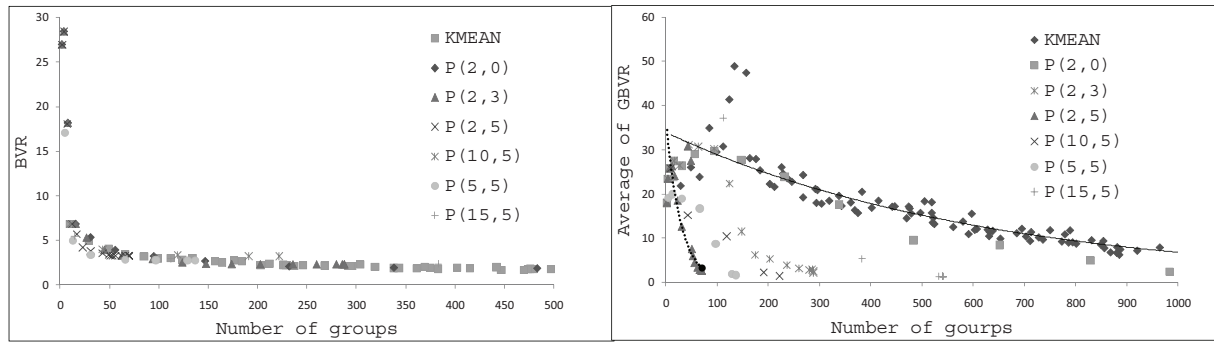 30
25
20
15
10
5
0
BVR
0 50 100 150 200 250 300 350 400 450 500
Number of groups
KMEAN
P(2,0)
P(2,3)
P(2,5)
P(10,5)
P(5,5)
P(15,5)
60
50
40
30
20
10
0
Average of GBVR
0 100 200 300 400 500 600 700 800 900 1000
Number of gourps
KMEAN
P(2,0)
P(2,3)
P(2,5)
P(10,5)
P(5,5)
P(15,5)